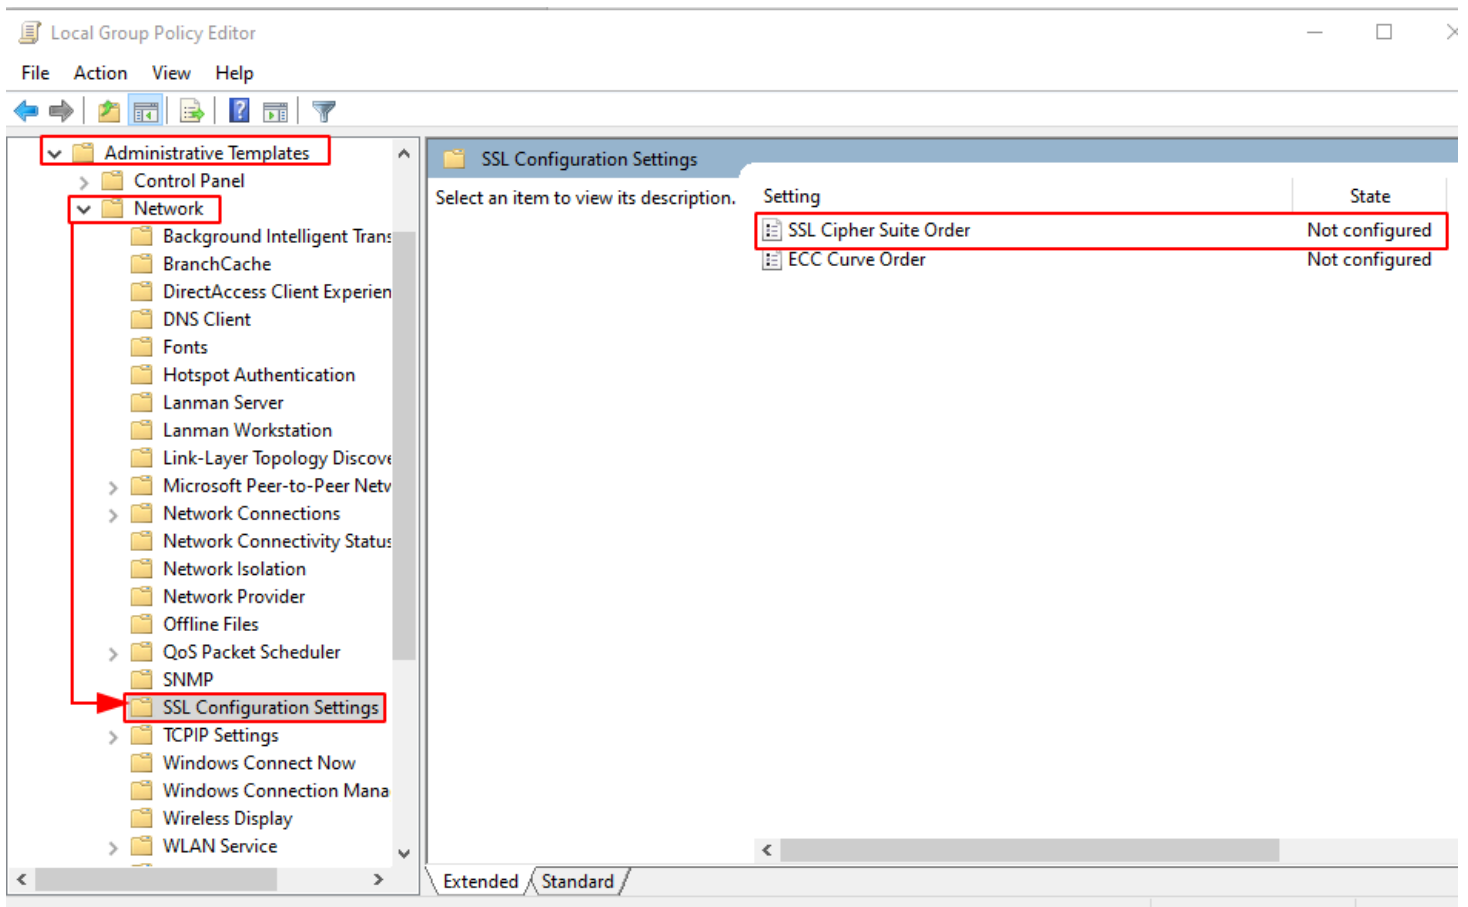 Local Group Policy Editor
File Action View Help
Administrative Templates
Control Panel
Network
Background Intelligent Trans
BranchCache
DirectAccess Client Experien
DNS Client
Fonts
Hotspot Authentication
Lanman Server
Lanman Workstation
Link-Layer Topology Discove
Microsoft Peer-to-Peer Netw
Network Connections
Network Connectivity Status
Network Isolation
Network Provider
Offline Files
QoS Packet Scheduler
SNMP
SSL Configuration Settings
TCPIP Settings
Windows Connect Now
Windows Connection Mana
Wireless Display
WLAN Service
SSL Configuration Settings
Select an item to view its description.
Setting State
SSL Cipher Suite Order Not configured
ECC Curve Order Not configured
Extended Standard